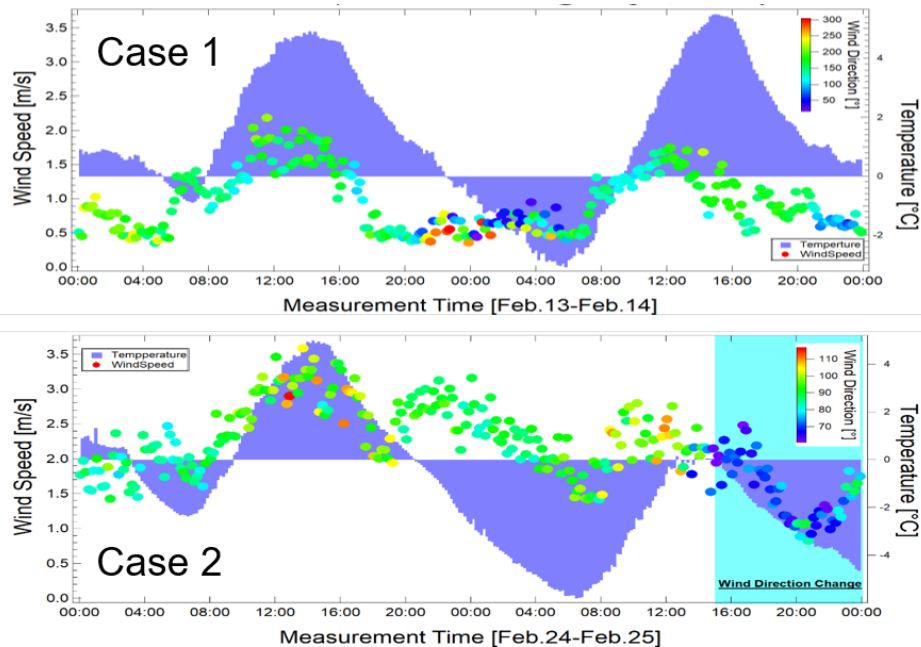 Case 1
Wind Speed [m/s]
3.5
3.0
2.5
2.0
1.5
1.0
0.5
0.0
300
250
200
150
100
50
Wind Direction [°]
4
2
0
-2
Temperature [°C]
Temperture
WindSpeed
00:00 04:00 08:00 12:00 16:00 20:00 00:00 04:00 08:00 12:00 16:00 20:00 00:00
Measurement Time [Feb.13-Feb.14]
Tempperature
WindSpeed
Wind Speed [m/s]
3.5
3.0
2.5
2.0
1.5
1.0
0.5
0.0
110
100
90
80
70
Wind Direction [°]
4
2
0
-2
-4
Temperature [°C]
Case 2
Wind Direction Change
00:00 04:00 08:00 12:00 16:00 20:00 00:00 04:00 08:00 12:00 16:00 20:00 00:00
Measurement Time [Feb.24-Feb.25]